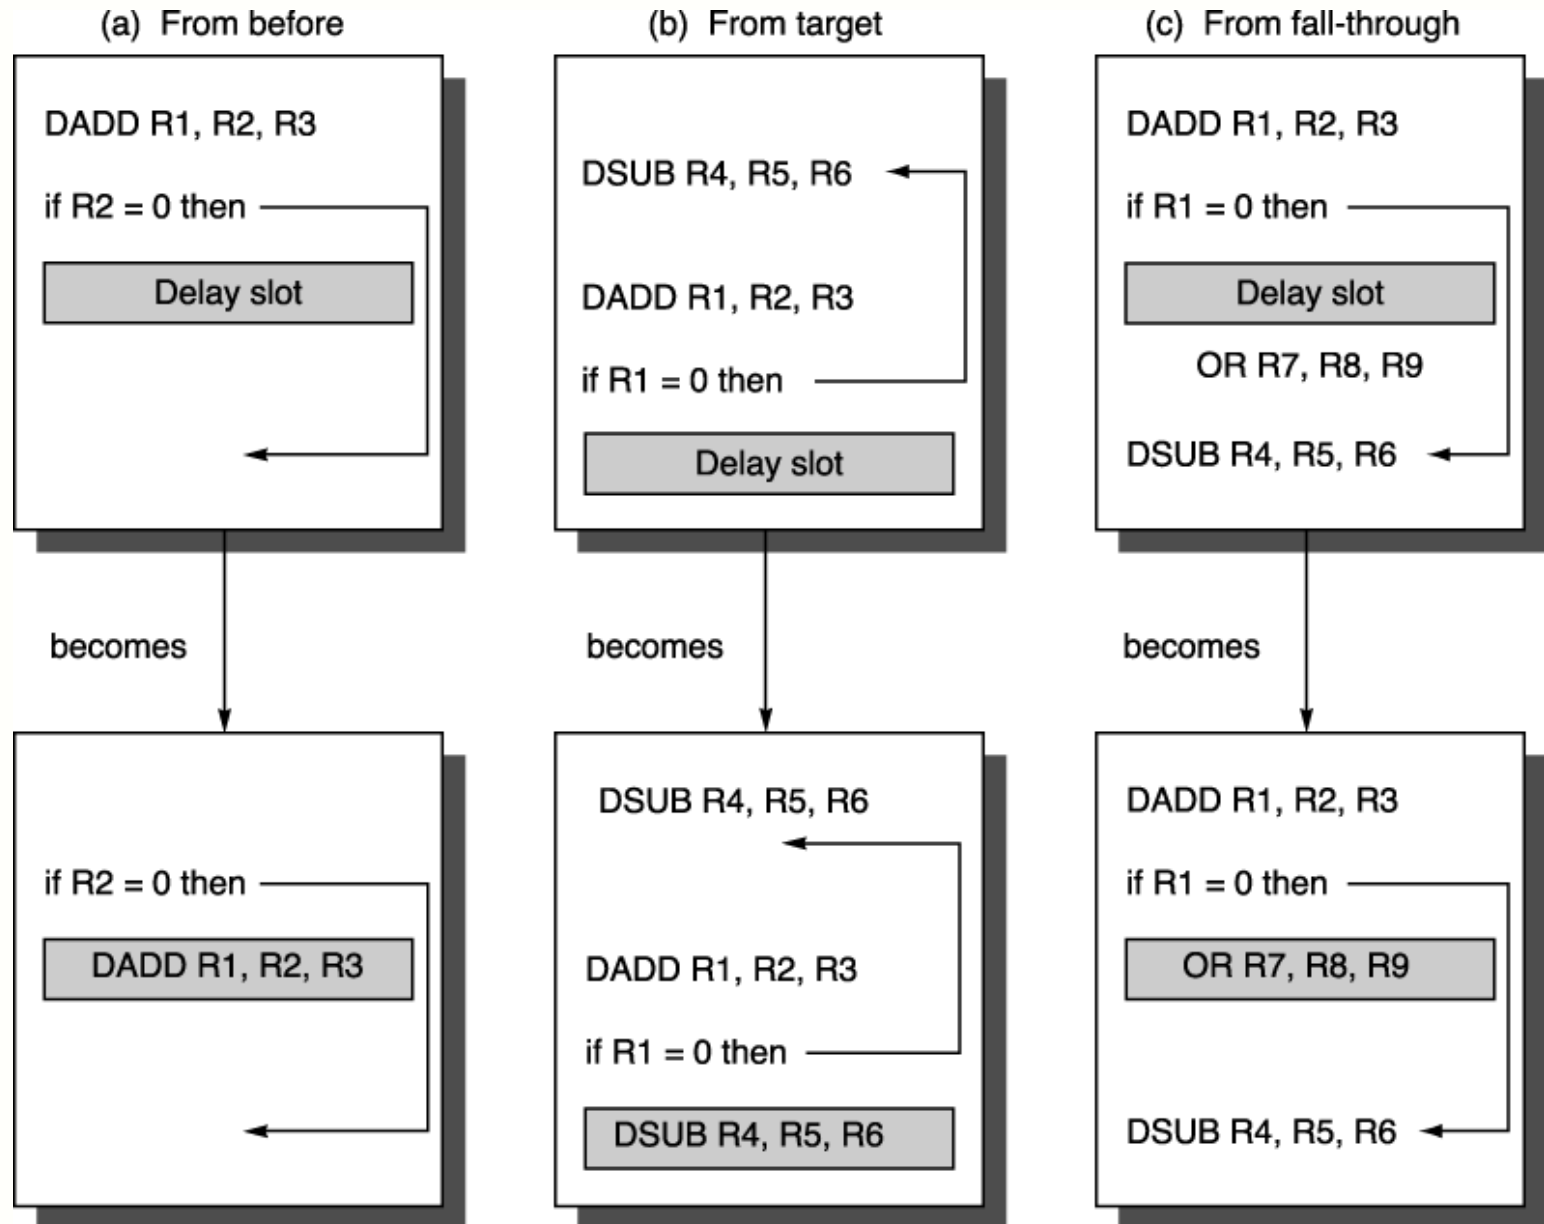 (a) From before
DADD R1, R2, R3
if R2 = 0 then
Delay slot
becomes
if R2 = 0 then
DADD R1, R2, R3
(b) From target
DSUB R4, R5, R6
DADD R1, R2, R3
if R1 = 0 then
Delay slot
becomes
DSUB R4, R5, R6
DADD R1, R2, R3
if R1 = 0 then
DSUB R4, R5, R6
(c) From fall-through
DADD R1, R2, R3
if R1 = 0 then
Delay slot
OR R7, R8, R9
DSUB R4, R5, R6
becomes
DADD R1, R2, R3
if R1 = 0 then
OR R7, R8, R9
DSUB R4, R5, R6